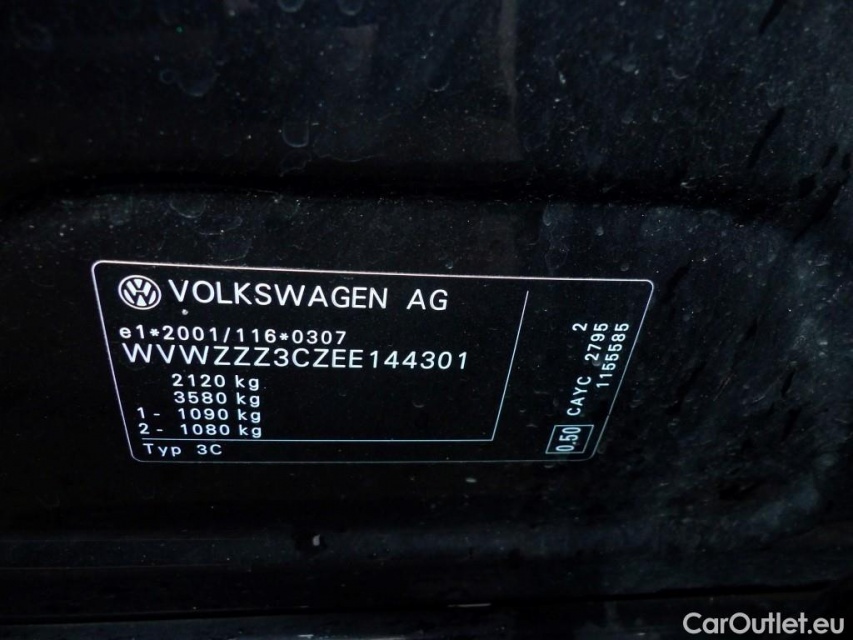 VOLKSWAGEN AG
e1*2001/116*0307
WVWZZZ3CZEE144301
2120 kg
3580 kg
1- 1090 kg
2- 1080 kg
Typ 3C
2
CAYC 2795
1155585
0.50
CarOutlet.eu